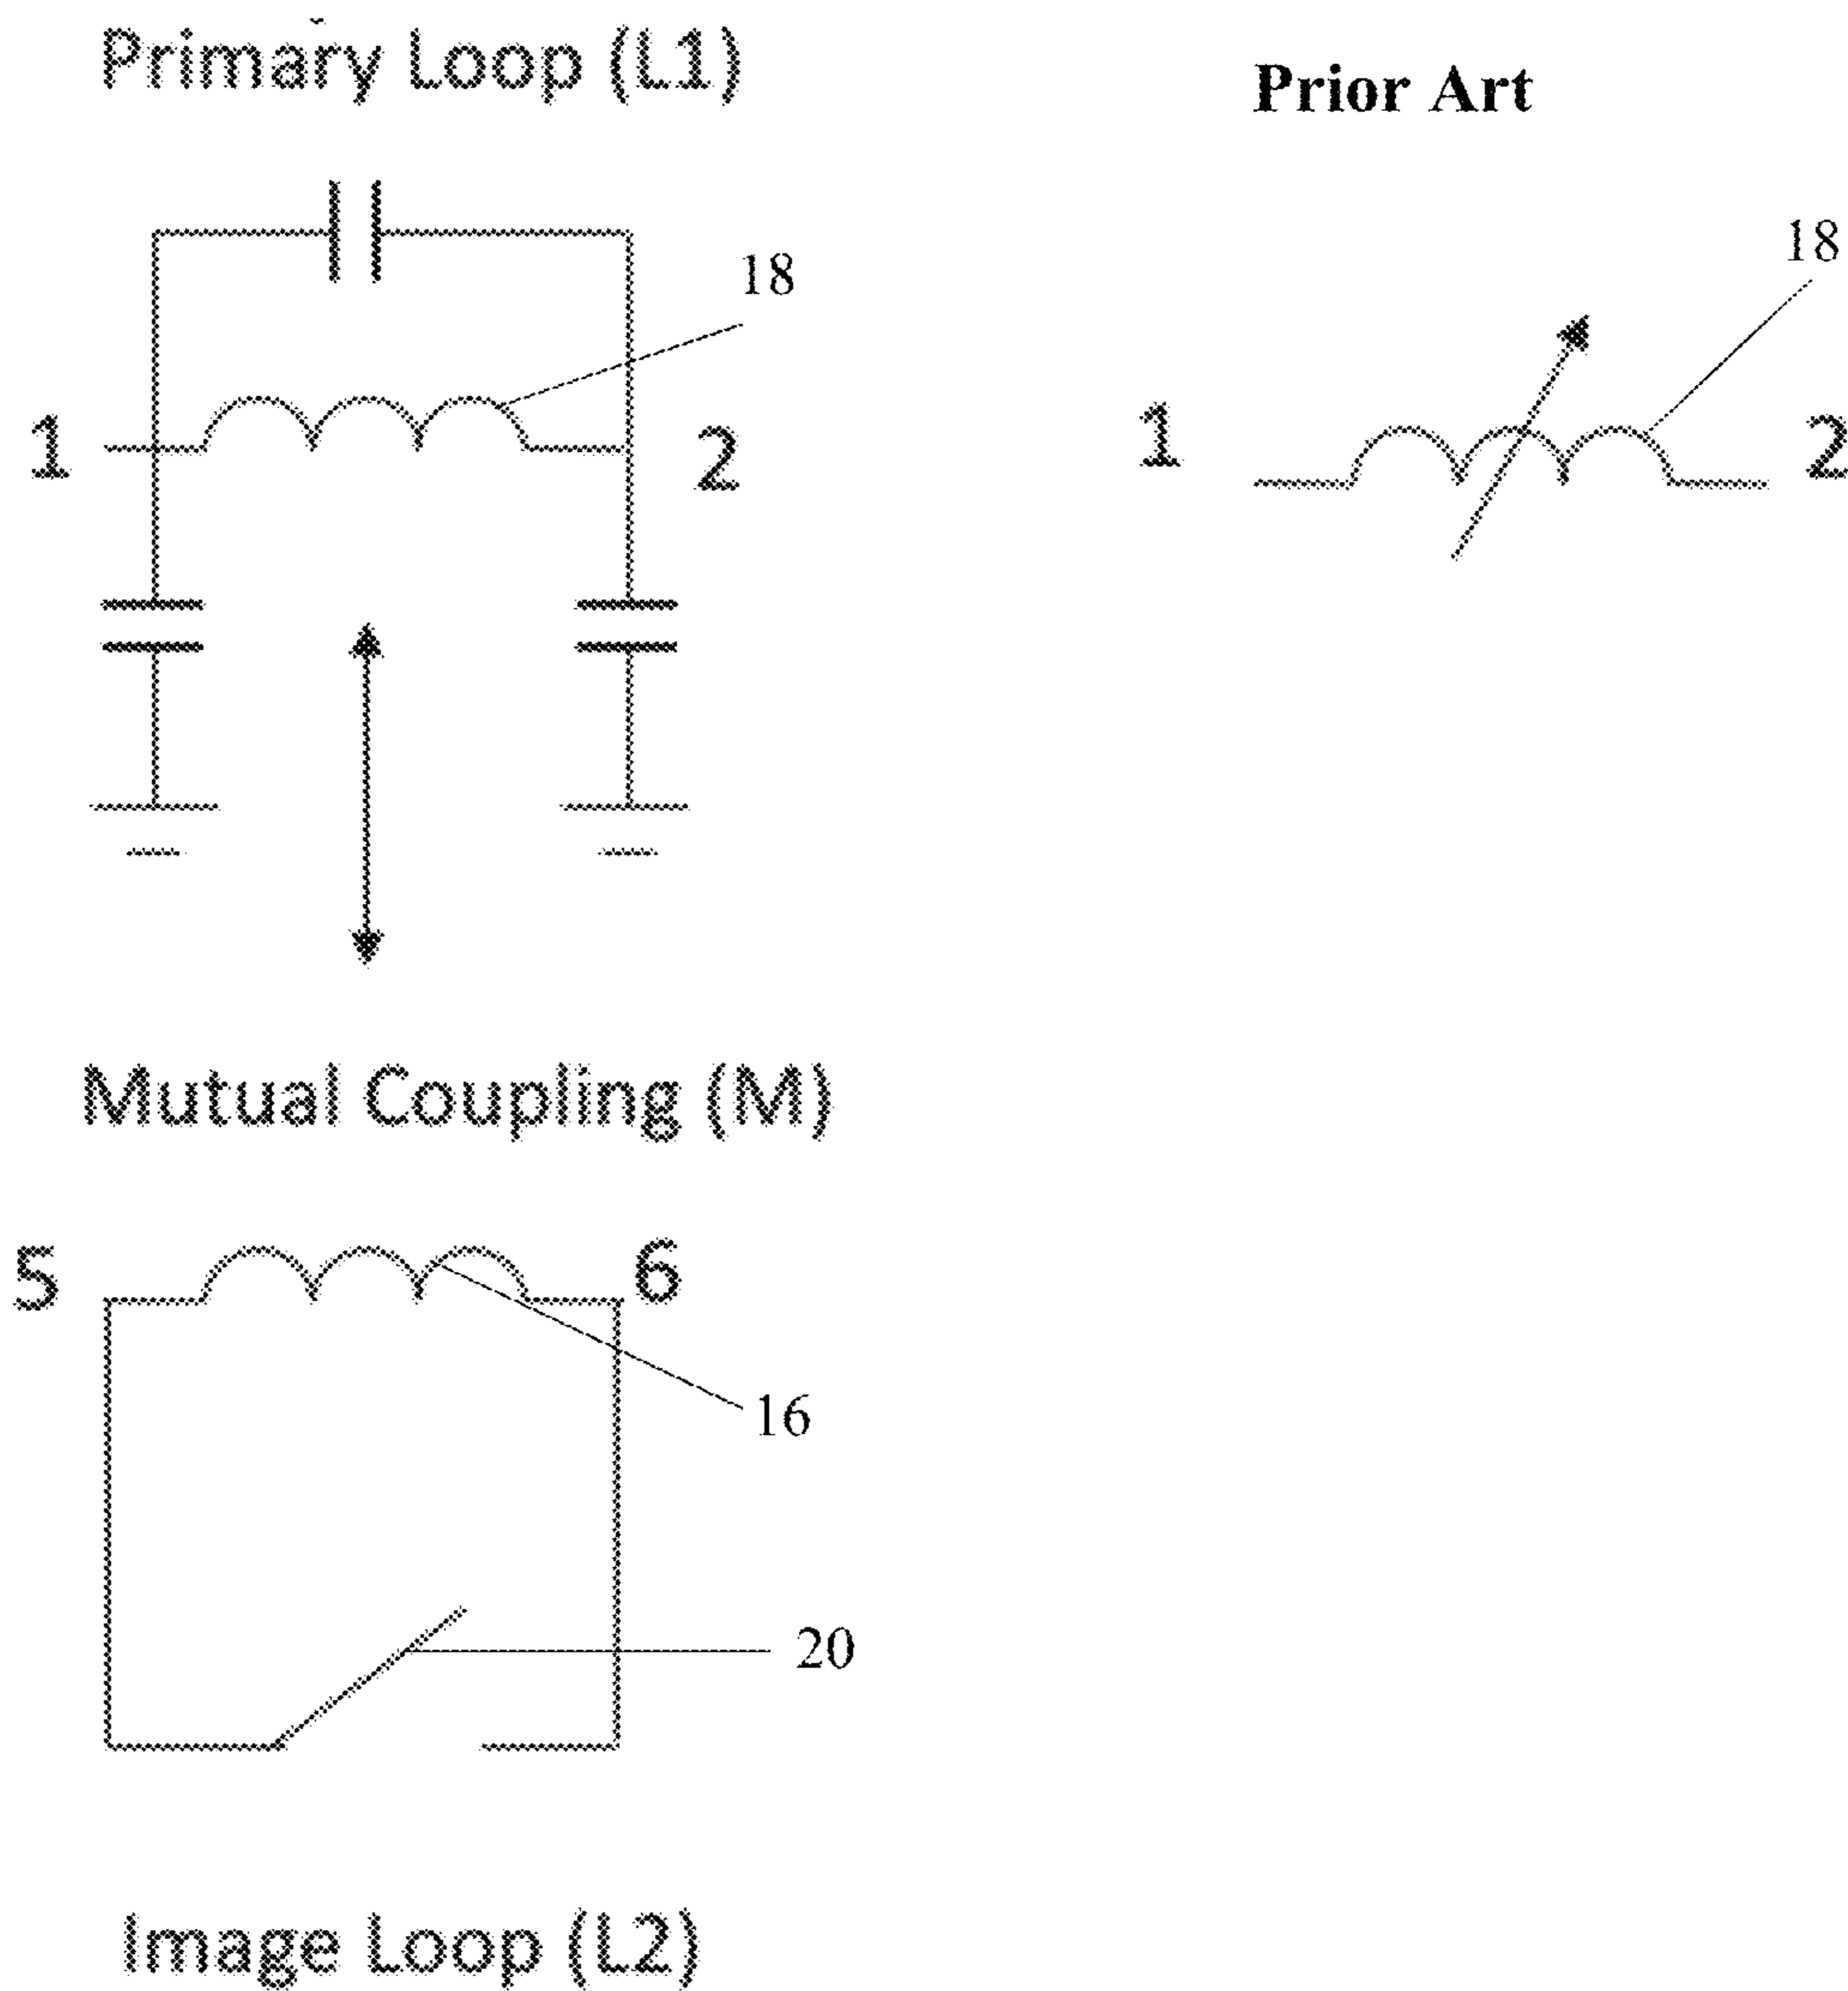 Primary Loop (L1)
Prior Art
18
18
1
2
1
2
Mutual Coupling (M)
5
6
16
20
Image Loop (L2)